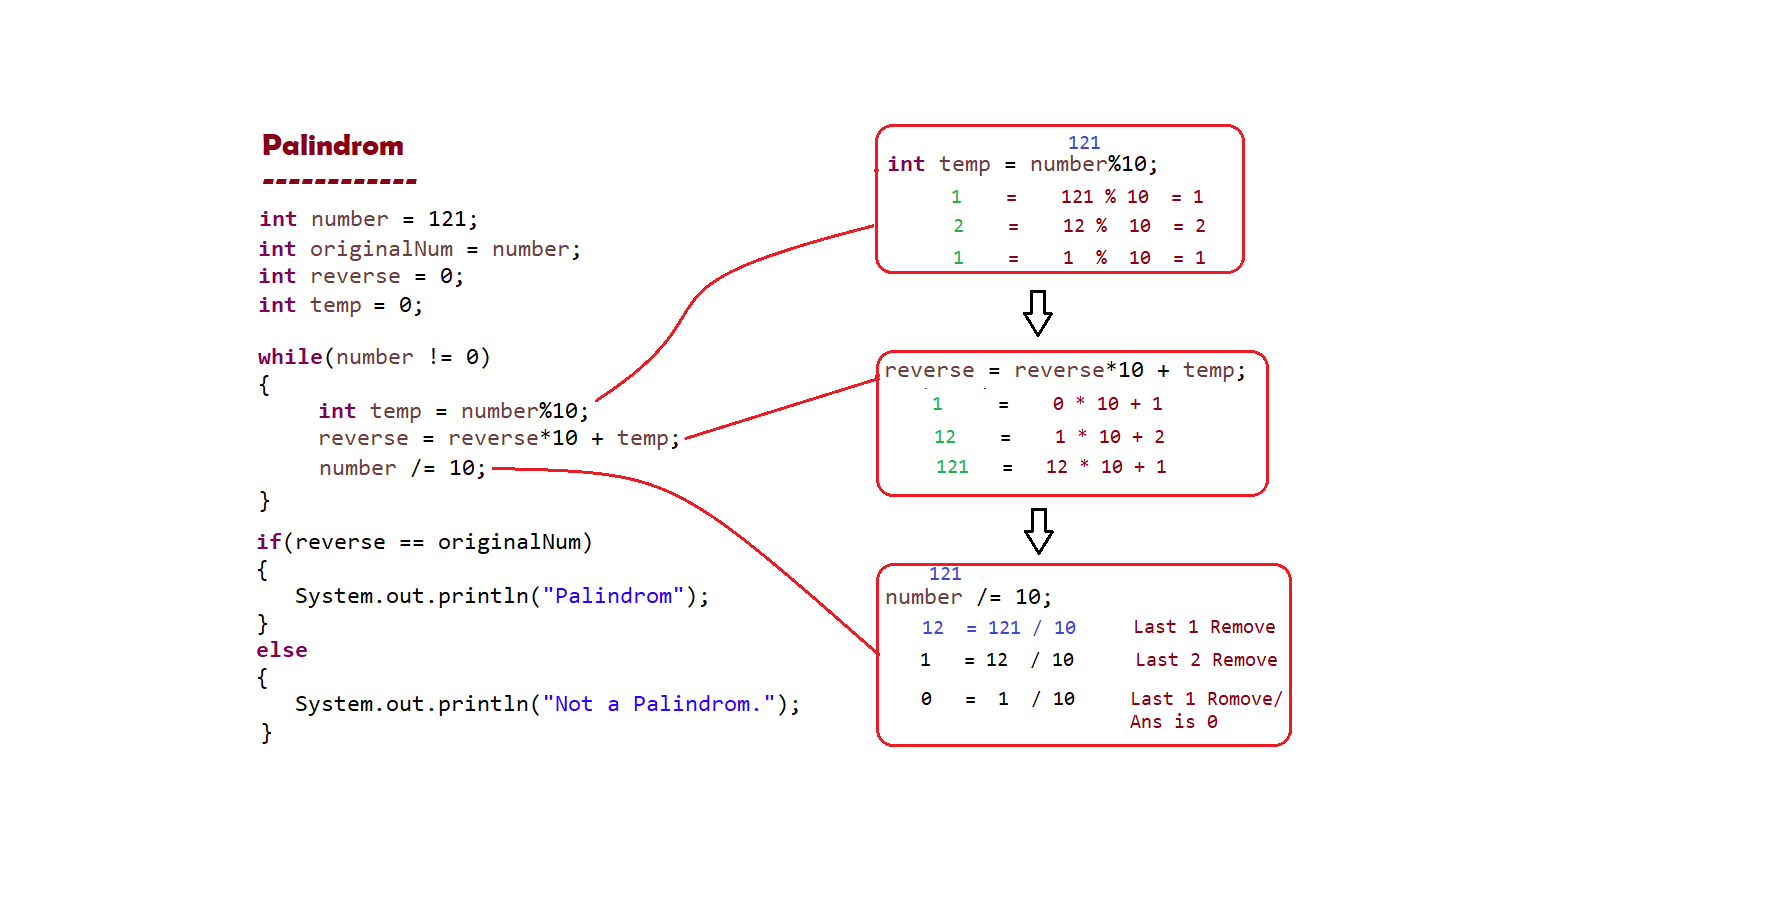 Palindrom
------------
int number = 121;
int originalNum = number;
int reverse = 0;
int temp = 0;
while(number != 0)
{
int temp = number%10;
reverse = reverse*10 + temp;
number /= 10;
}
if(reverse == originalNum)
{
System.out.println("Palindrom");
}
else
{
System.out.println("Not a Palindrom.");
}
121
int temp = number%10;
1 = 121 % 10 = 1
2 = 12 % 10 = 2
1 = 1 % 10 = 1
reverse = reverse*10 + temp;
1 = 0 * 10 + 1
12 = 1 * 10 + 2
121 = 12 * 10 + 1
121
number /= 10;
12 = 121 / 10 Last 1 Remove
1 = 12 / 10 Last 2 Remove
0 = 1 / 10 Last 1 Romove/
Ans is 0